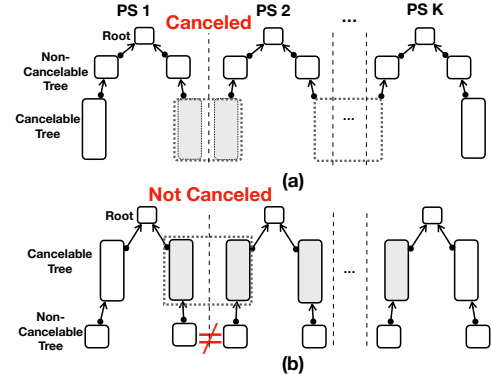 PS 1 Canceled PS 2 ... PS K
Root
Non-
Cancelable
Tree
Cancelable
Tree
...
(a)
Not Canceled
Root
Cancelable
Tree
...
Non-
Cancelable
Tree
≠
(b)